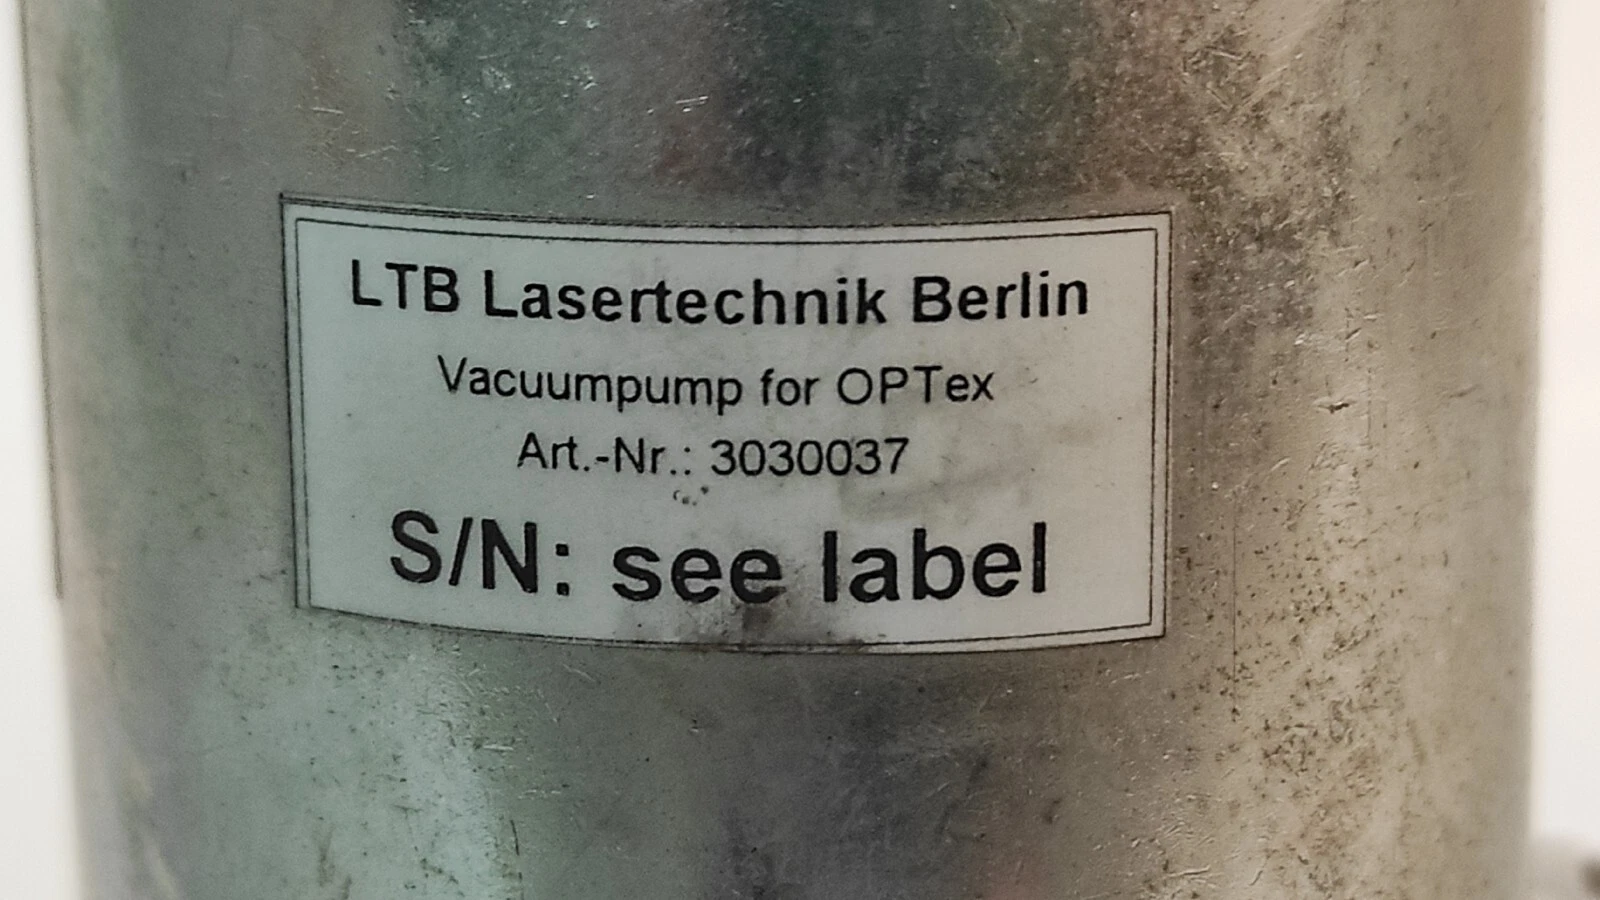 LTB Lasertechnik Berlin
Vacuumpump for OPTex
Art.-Nr.: 3030037
S/N: see label